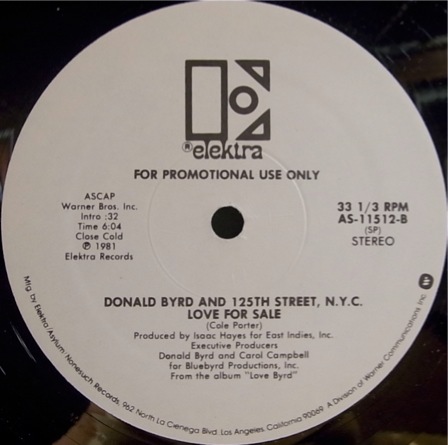 ® elektra
FOR PROMOTIONAL USE ONLY
ASCAP
Warner Bros. Inc.
Intro :32
Time 6:04
Close Cold
℗ 1981
Elektra Records
33 1/3 RPM
AS-11512-B
(SP)
STEREO
DONALD BYRD AND 125TH STREET, N.Y.C.
LOVE FOR SALE
(Cole Porter)
Produced by Isaac Hayes for East Indies, Inc.
Executive Producers
Donald Byrd and Carol Campbell
for Bluebyrd Productions, Inc.
From the album "Love Byrd"
Mfg. by Elektra/Asylum/Nonesuch Records, 962 North La Cienega Blvd. Los Angeles, California 90069. A Division of Warner Communications Inc